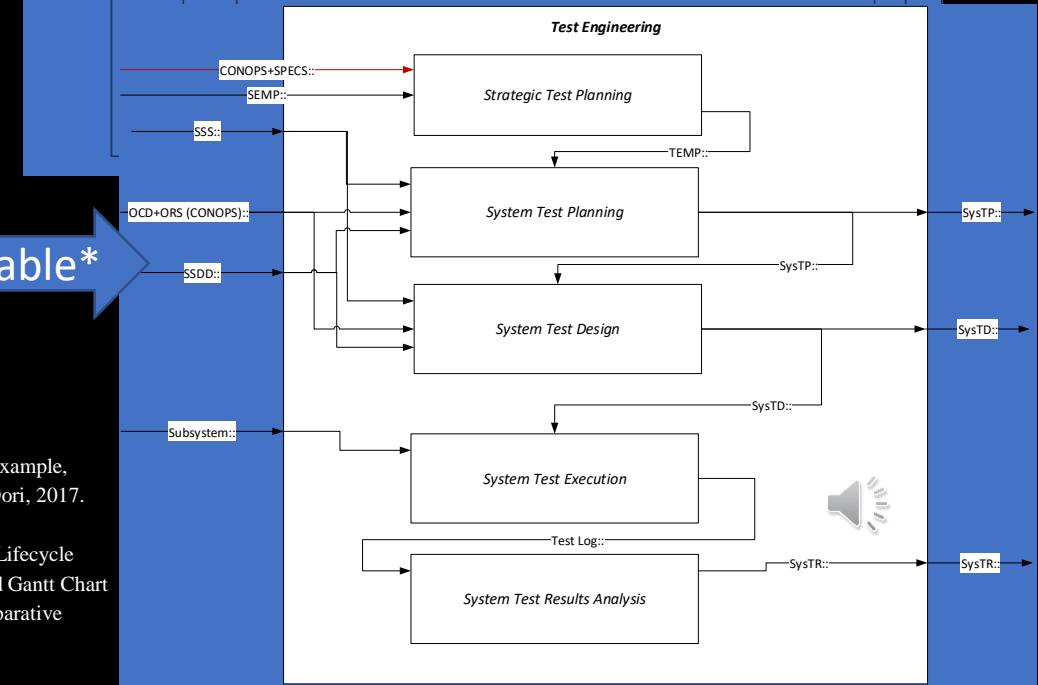 Test Engineering
CONOPS+SPECS::
Strategic Test Planning
SEMP::
SSS::
TEMP::
OCD+ORS (CONOPS)::
System Test Planning
SysTP::
SysTP::
able*
SSDD::
System Test Design
SysTD::
SysTD::
Subsystem::
System Test Execution
xample,
ori, 2017.
Test Log::
Lifecycle
Gantt Chart
parative
SysTR::
SysTR::
System Test Results Analysis